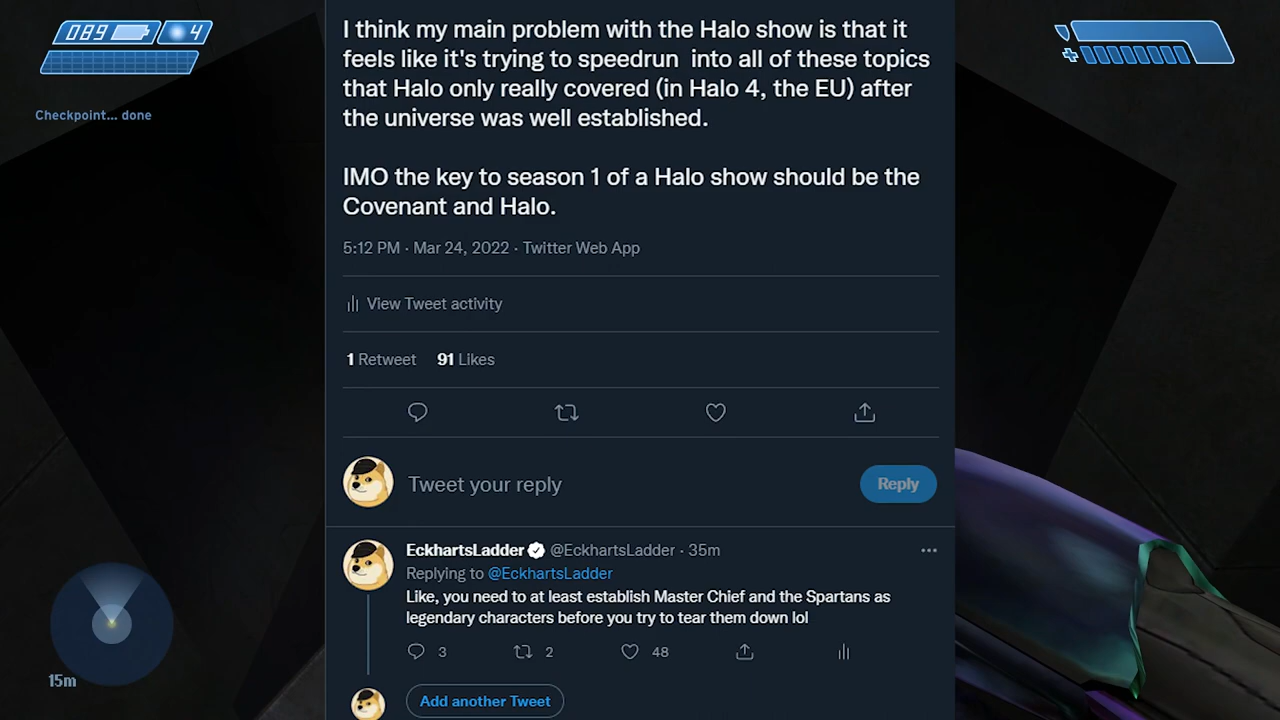 089
4
Checkpoint... done
I think my main problem with the Halo show is that it
feels like it's trying to speedrun  into all of these topics
that Halo only really covered (in Halo 4, the EU) after
the universe was well established.
IMO the key to season 1 of a Halo show should be the
Covenant and Halo.
5:12 PM · Mar 24, 2022 · Twitter Web App
View Tweet activity
1 Retweet 91 Likes
Tweet your reply
Reply
EckhartsLadder @EckhartsLadder · 35m
Replying to @EckhartsLadder
Like, you need to at least establish Master Chief and the Spartans as
legendary characters before you try to tear them down lol
3 2 48
Add another Tweet
15m